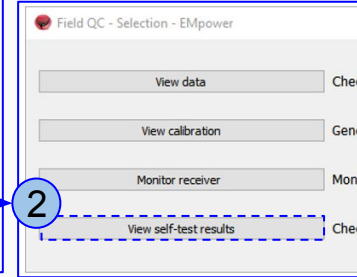 Field QC - Selection - EMpower
View data Chec
View calibration Gene
Monitor receiver Mon
2
View self-test results Chec